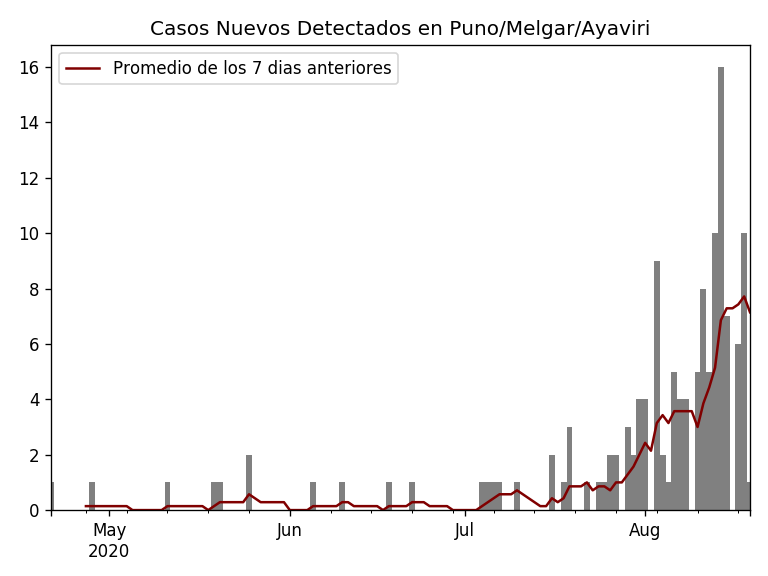 Casos Nuevos Detectados en Puno/Melgar/Ayaviri
Promedio de los 7 dias anteriores
16
14
12
10
8
6
4
2
0
May
2020
Jun
Jul
Aug